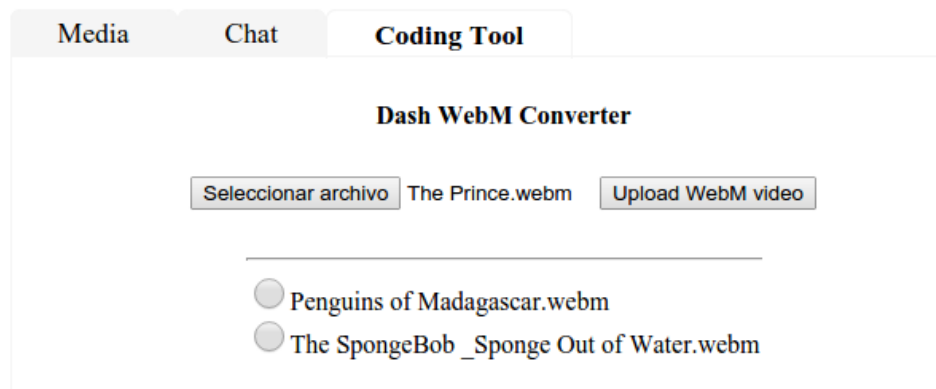 Media Chat Coding Tool
Dash WebM Converter
Seleccionar archivo The Prince.webm Upload WebM video
Penguins of Madagascar.webm
The SpongeBob _Sponge Out of Water.webm